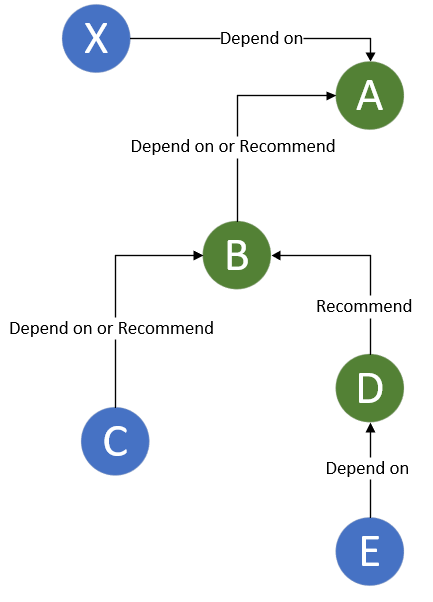 X
Depend on
A
Depend on or Recommend
B
Recommend
Depend on or Recommend
D
C
Depend on
E